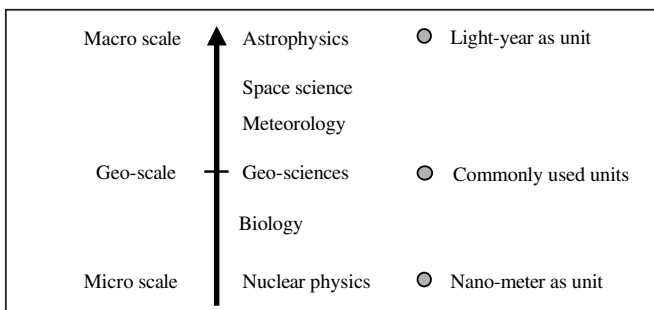 Macro scale Astrophysics Light-year as unit
Space science
Meteorology
Geo-scale Geo-sciences Commonly used units
Biology
Micro scale Nuclear physics Nano-meter as unit